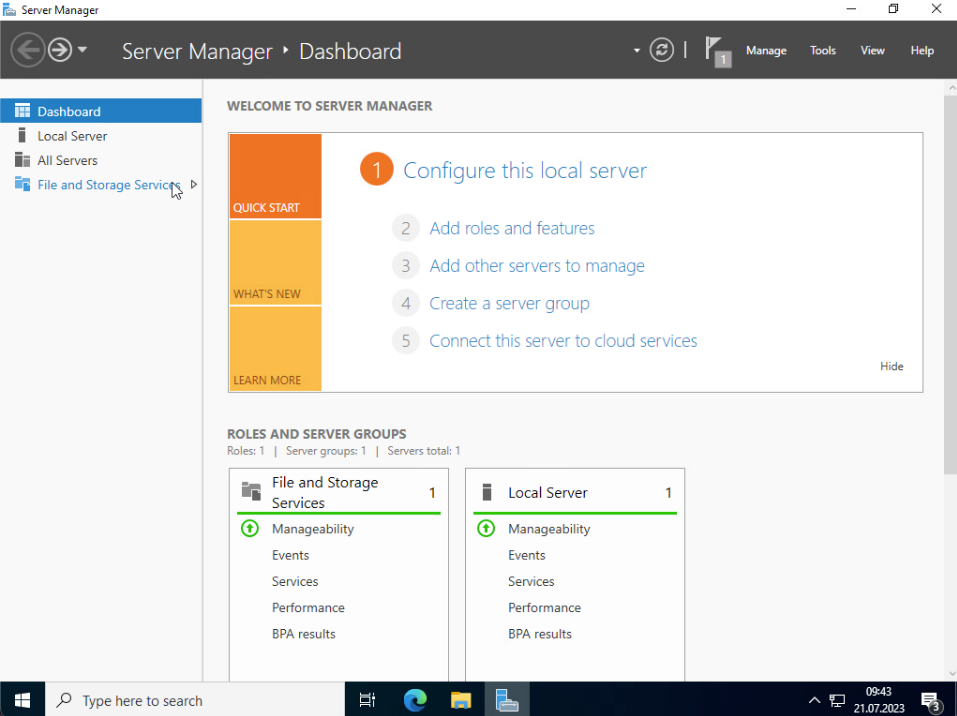 Server Manager
Server Manager ‣ Dashboard
1
Manage
Tools
View
Help
Dashboard
Local Server
All Servers
File and Storage Services
WELCOME TO SERVER MANAGER
QUICK START
WHAT'S NEW
LEARN MORE
1 Configure this local server
2 Add roles and features
3 Add other servers to manage
4 Create a server group
5 Connect this server to cloud services
Hide
ROLES AND SERVER GROUPS
Roles: 1 | Server groups: 1 | Servers total: 1
File and Storage
Services
1
Manageability
Events
Services
Performance
BPA results
Local Server 1
Manageability
Events
Services
Performance
BPA results
Type here to search
09:43
21.07.2023
3